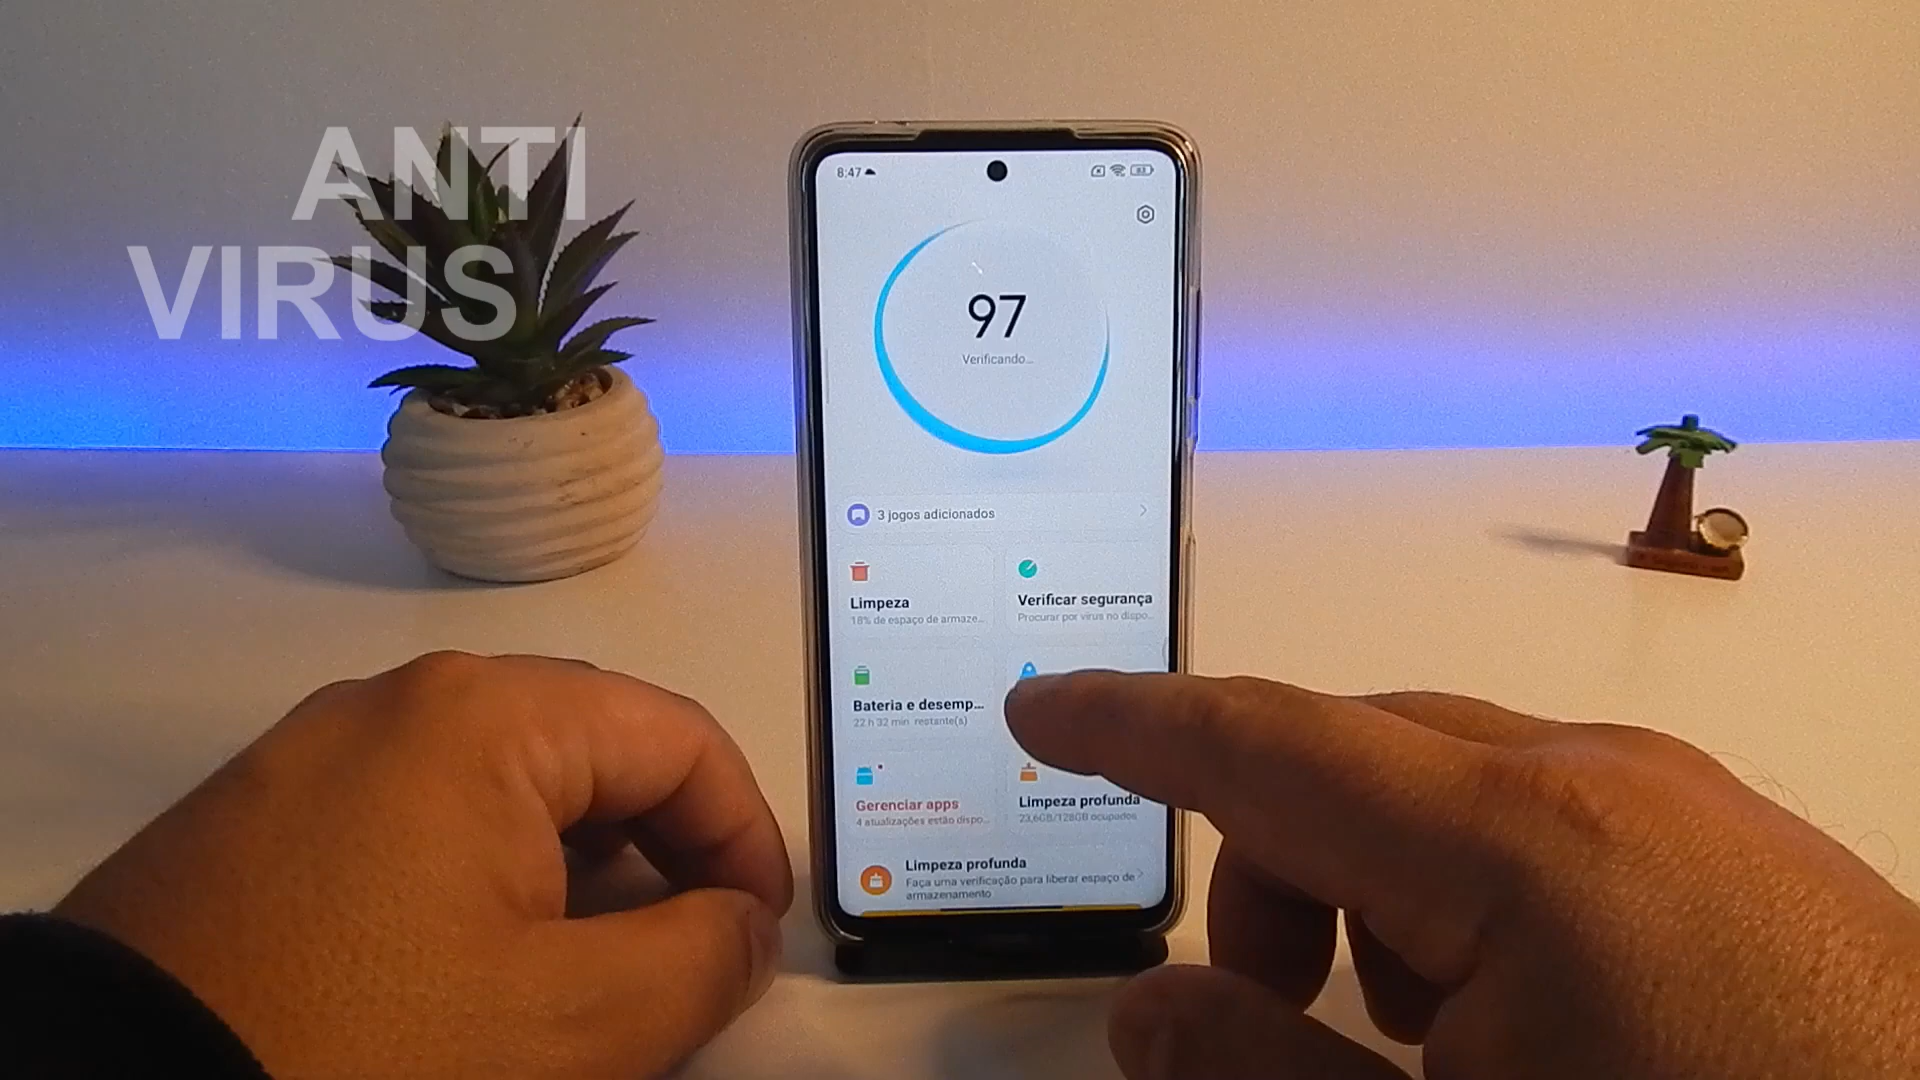 ANTI
VIRUS
8:47
97
Verificando...
3 jogos adicionados
Limpeza
18% de espaço de armaze...
Verificar segurança
Procurar por vírus no dispo...
Bateria e desemp...
22 h 32 min restante(s)
Gerenciar apps
4 atualizações estão dispo...
Limpeza profunda
23,6GB/128GB ocupados
Limpeza profunda
Faça uma verificação para liberar espaço de
armazenamento